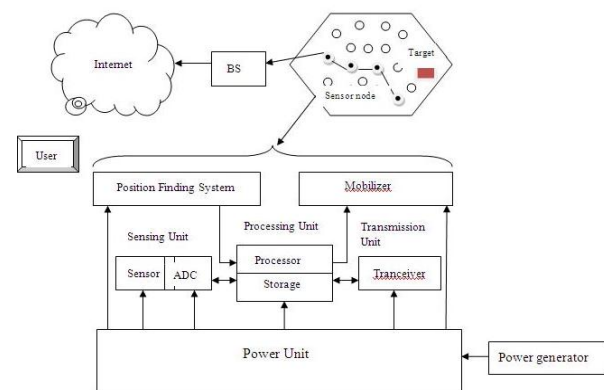 Internet
BS
Target
Sensor node
User
Position Finding System
Mobilizer
Sensing Unit
Processing Unit
Transmission
Unit
Sensor
ADC
Processor
Storage
Tranceiver
Power Unit
Power generator